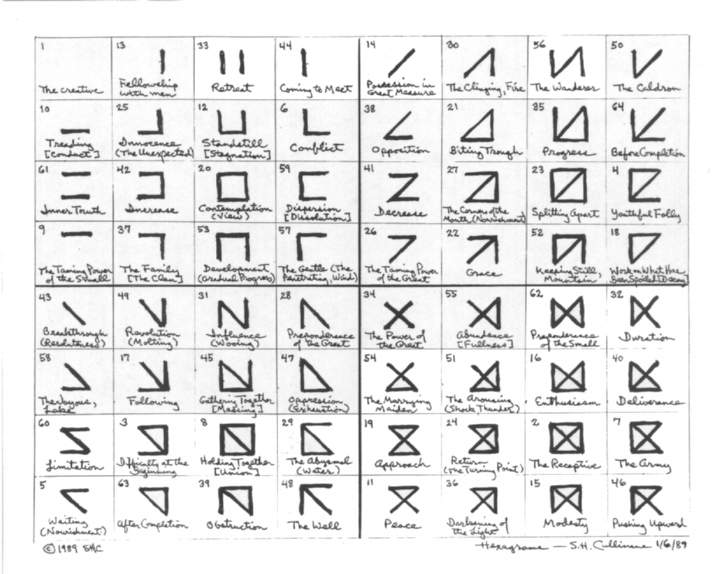 1 The Creative
13 Fellowship with men
33 Retreat
44 Coming to Meet
14 Possession in Great Measure
30 The Clinging, Fire
56 The Wanderer
50 The Caldron
10 Treading [Conduct]
25 Innocence (The Unexpected)
12 Standstill [Stagnation]
6 Conflict
38 Opposition
21 Biting Through
35 Progress
64 Before Completion
61 Inner Truth
42 Increase
20 Contemplation (View)
59 Dispersion [Dissolution]
41 Decrease
27 The Corners of the Mouth (Nourishment)
23 Splitting Apart
4 Youthful Folly
9 The Taming Power of the Small
37 The Family [The Clan]
53 Development (Gradual Progress)
57 The Gentle (The Penetrating, Wind)
26 The Taming Power of the Great
22 Grace
52 Keeping Still, Mountain
18 Work on What Has Been Spoiled [Decay]
43 Breakthrough (Resoluteness)
49 Revolution (Molting)
31 Influence (Wooing)
28 Preponderance of the Great
34 The Power of the Great
55 Abundance [Fullness]
62 Preponderance of the Small
32 Duration
58 The Joyous, Lake
17 Following
45 Gathering Together [Massing]
47 Oppression (Exhaustion)
54 The Marrying Maiden
51 The Arousing (Shock, Thunder)
16 Enthusiasm
40 Deliverance
60 Limitation
3 Difficulty at the Beginning
8 Holding Together [Union]
29 The Abysmal (Water)
19 Approach
24 Return (The Turning Point)
2 The Receptive
7 The Army
5 Waiting (Nourishment)
63 After Completion
39 Obstruction
48 The Well
11 Peace
36 Darkening of the Light
15 Modesty
46 Pushing Upward
© 1989 SHC
Hexagrams — S.H. Cullinane 1/6/89